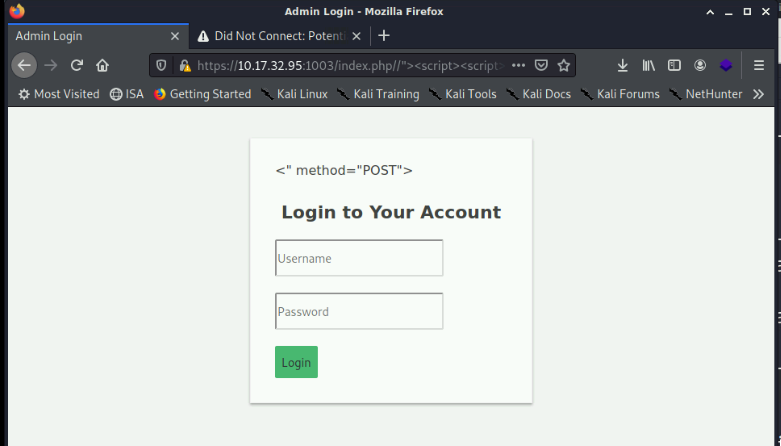 Admin Login - Mozilla Firefox
Admin Login
Did Not Connect: Potenti
https://10.17.32.95:1003/index.php//"><script><script>
Most Visited ISA Getting Started Kali Linux Kali Training Kali Tools Kali Docs Kali Forums NetHunter
<" method="POST">
Login to Your Account
Username
Password
Login